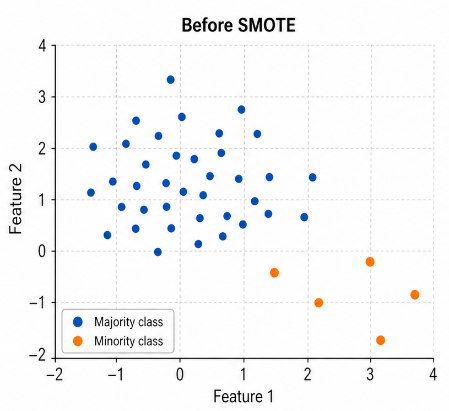 Before SMOTE
4
3
2
1
0
−1
−2
Feature 2
Majority class
Minority class
−2 −1 0 1 2 3 4
Feature 1